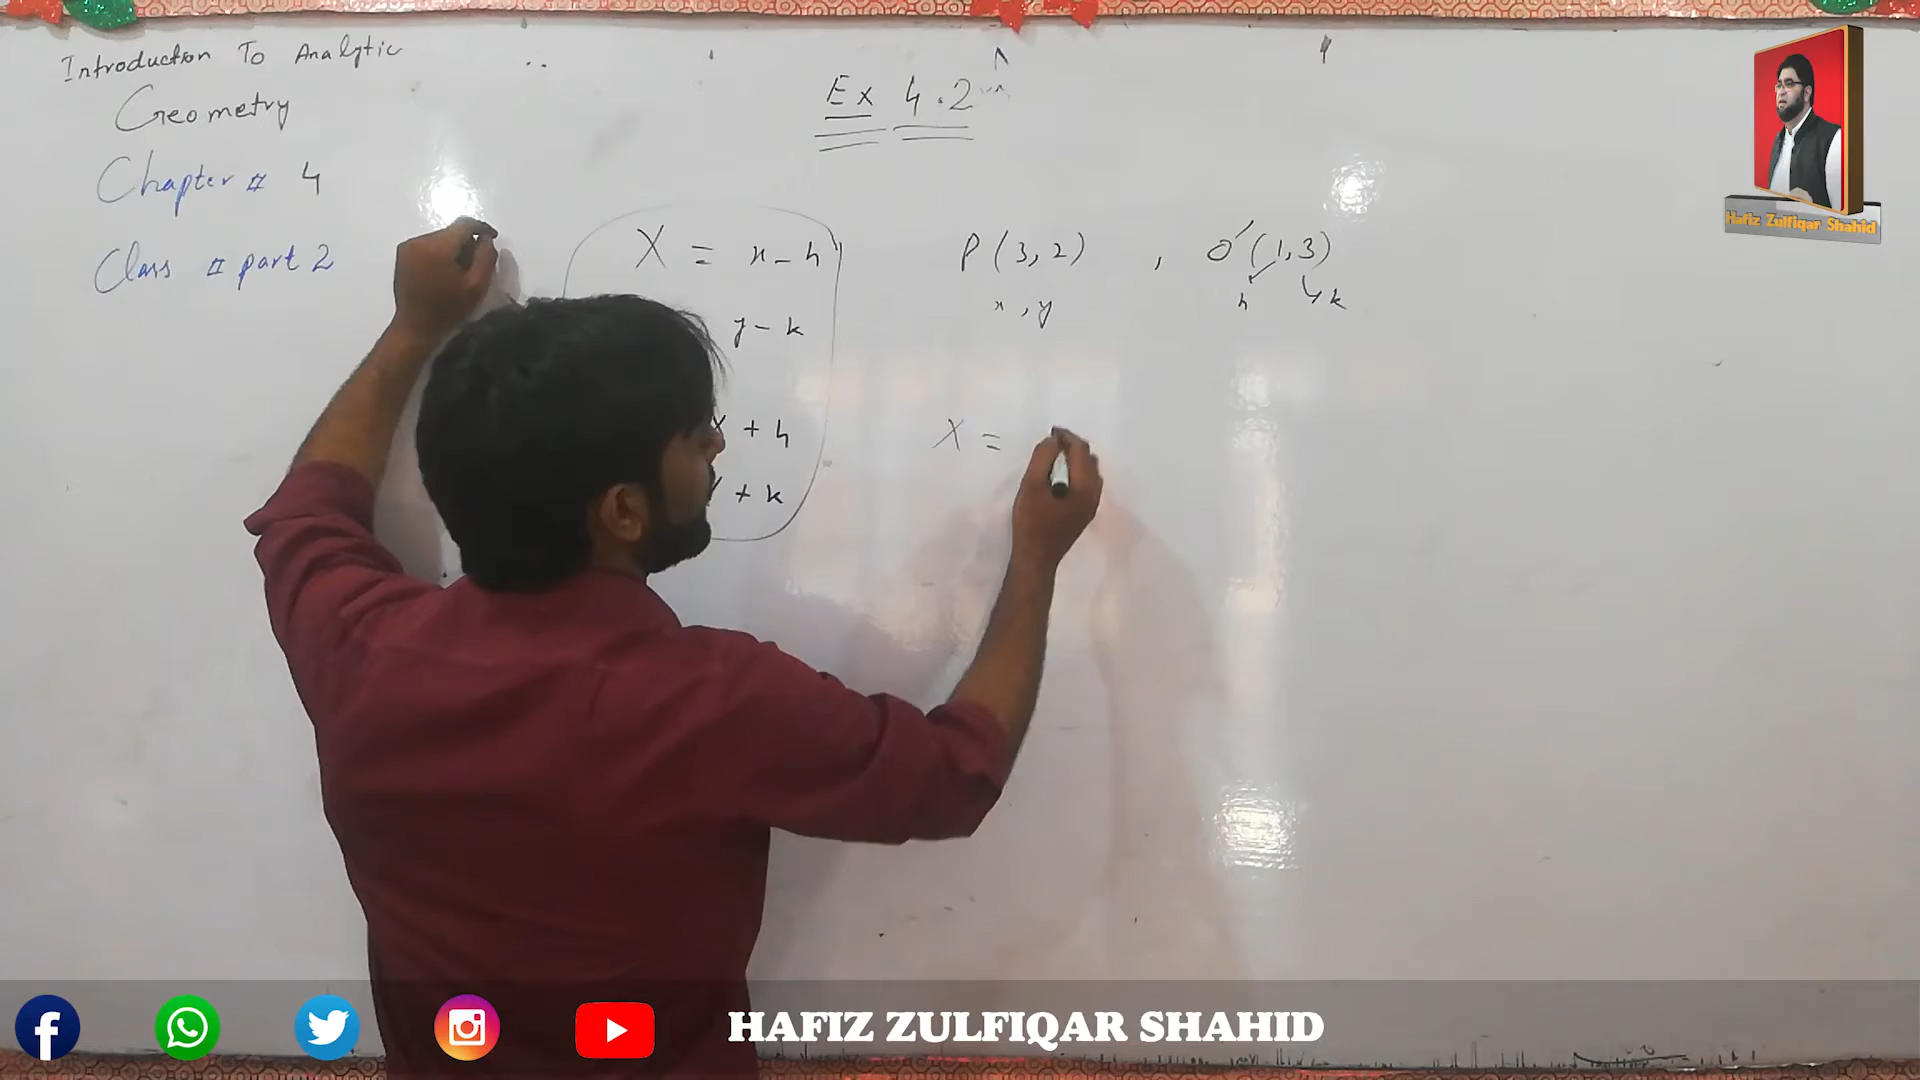 Introduction To Analytic
Geometry
Chapter # 4
Class # part 2
Ex 4.2
X = x - h
y - k
X + h
+ k
P(3,2) , O'(1,3)
x, y
h
k
X =
Hafiz Zulfiqar Shahid
HAFIZ ZULFIQAR SHAHID